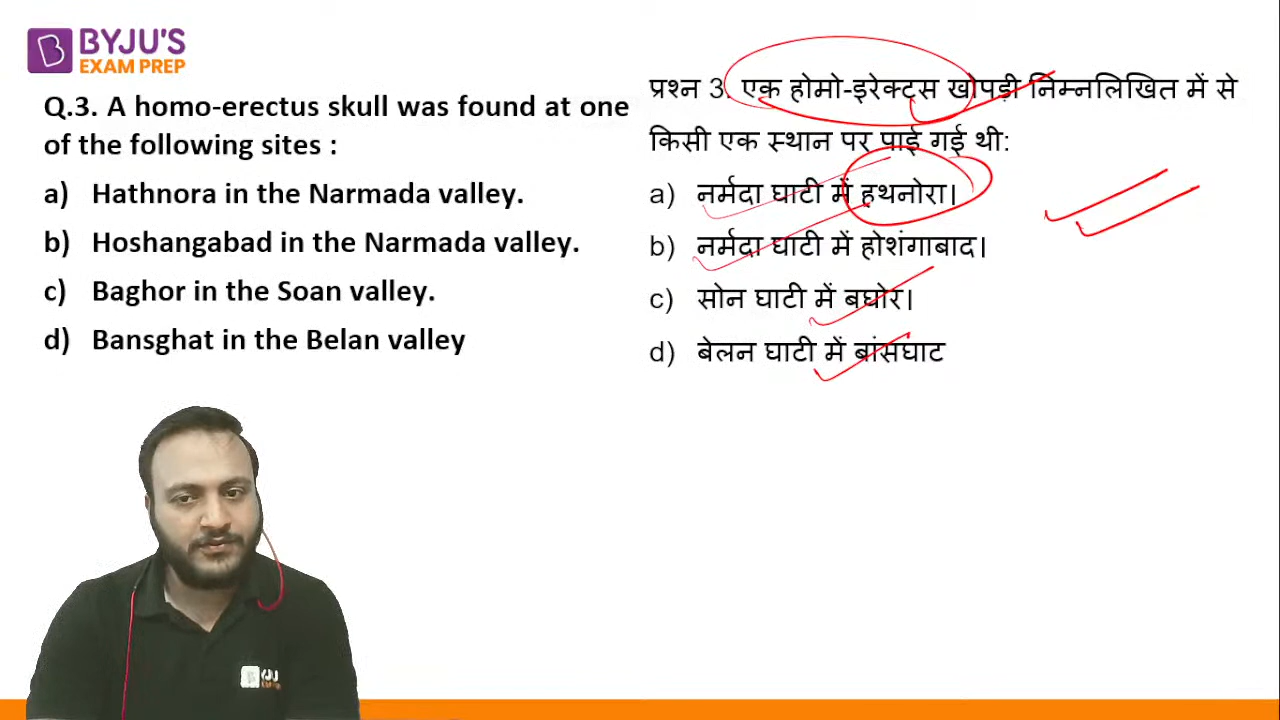 BYJU'S
EXAM PREP
Q.3. A homo-erectus skull was found at one
of the following sites :
a) Hathnora in the Narmada valley.
b) Hoshangabad in the Narmada valley.
c) Baghor in the Soan valley.
d) Bansghat in the Belan valley
प्रश्न 3. एक होमो-इरेक्टस खोपड़ी निम्नलिखित में से
किसी एक स्थान पर पाई गई थी:
a) नर्मदा घाटी में हथनोरा।
b) नर्मदा घाटी में होशंगाबाद।
c) सोन घाटी में बघोर।
d) बेलन घाटी में बांसघाट